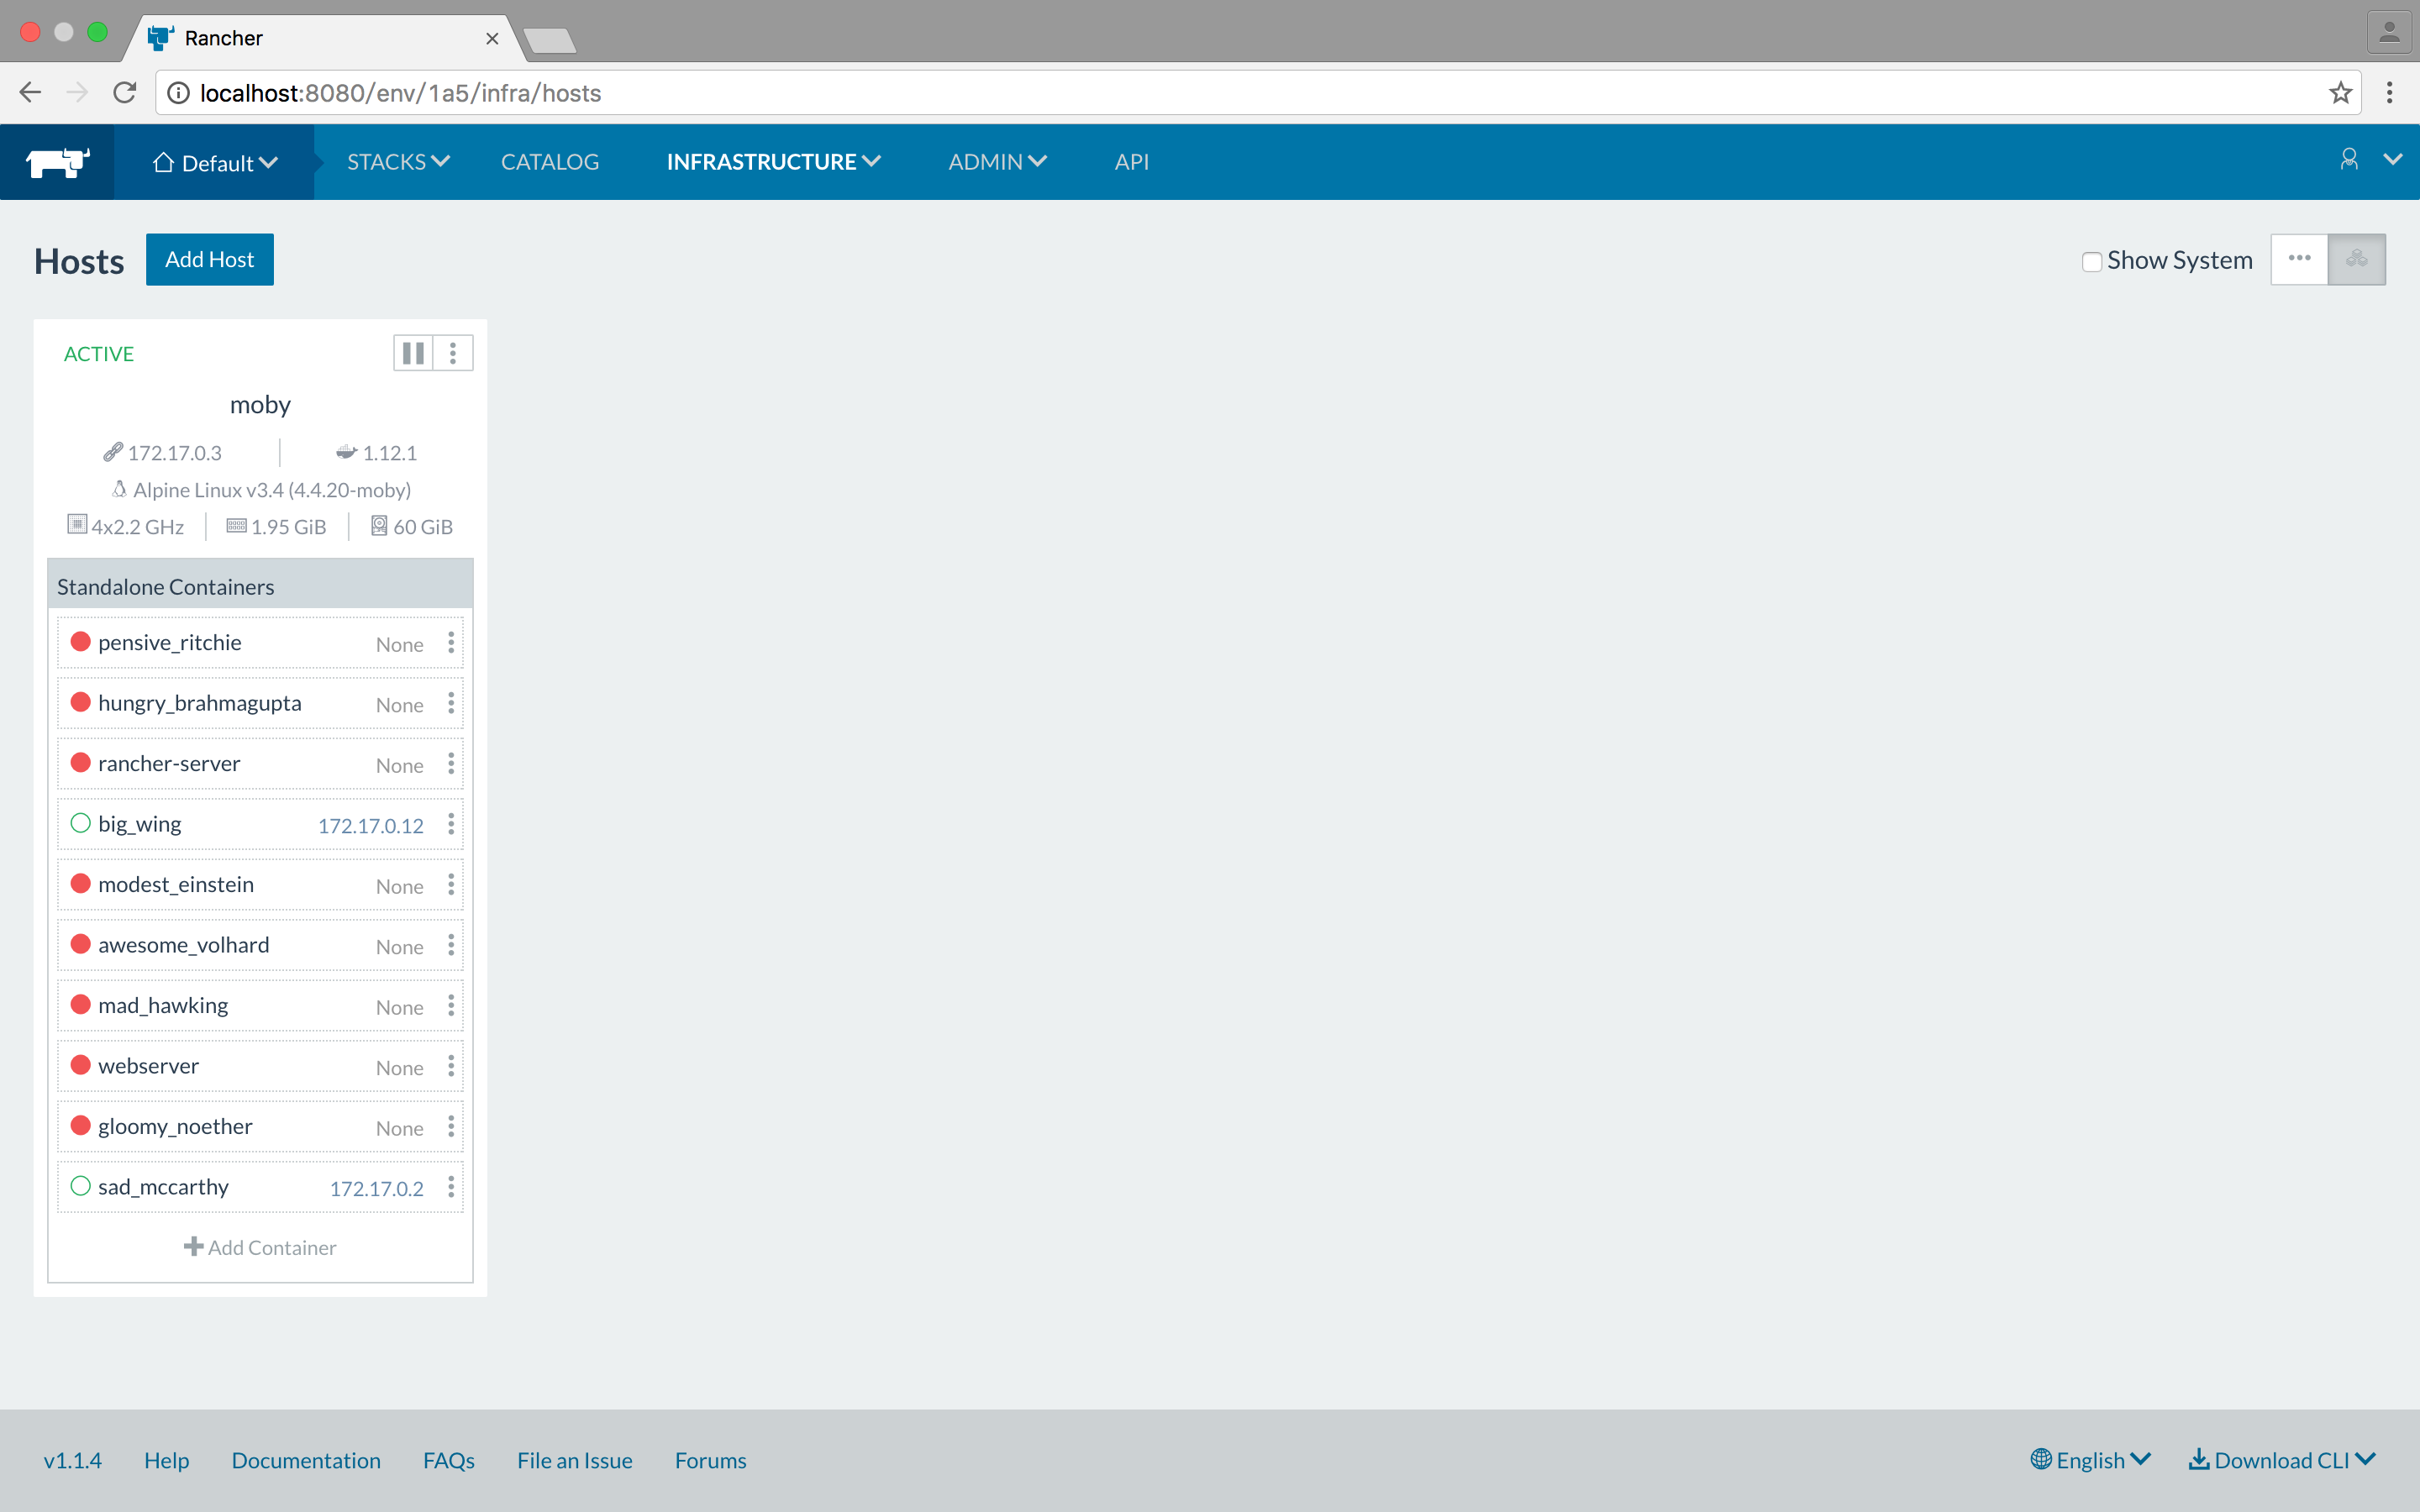 Rancher
localhost:8080/env/1a5/infra/hosts
Default STACKS CATALOG INFRASTRUCTURE ADMIN API
Hosts Add Host Show System
ACTIVE
moby
172.17.0.3 1.12.1
Alpine Linux v3.4 (4.4.20-moby)
4x2.2 GHz 1.95 GiB 60 GiB
Standalone Containers
pensive_ritchie None
hungry_brahmagupta None
rancher-server None
big_wing 172.17.0.12
modest_einstein None
awesome_volhard None
mad_hawking None
webserver None
gloomy_noether None
sad_mccarthy 172.17.0.2
Add Container
v1.1.4 Help Documentation FAQs File an Issue Forums English Download CLI